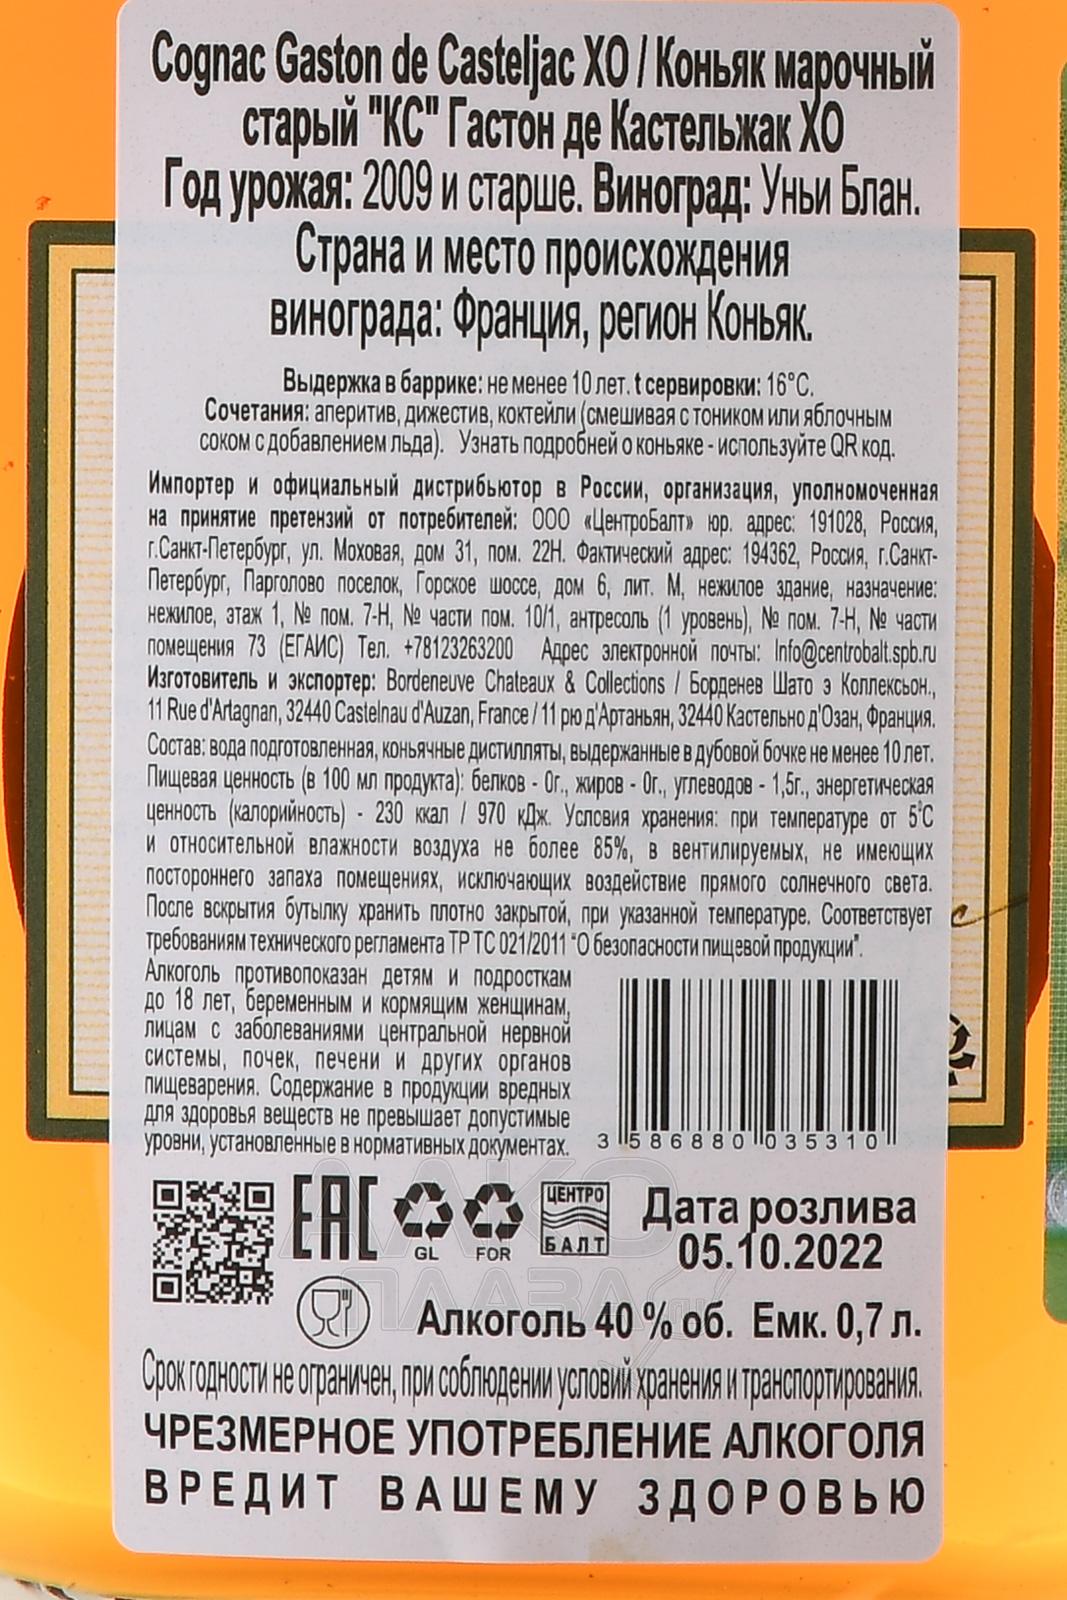 Cognac Gaston de Casteljac XO / Коньяк марочный
старый "КС" Гастон де Кастельжак ХО
Год урожая: 2009 и старше. Виноград: Уньи Блан.
Страна и место происхождения
винограда: Франция, регион Коньяк.
Выдержка в баррике: не менее 10 лет. t сервировки: 16°C.
Сочетания: аперитив, дижестив, коктейли (смешивая с тоником или яблочным
соком с добавлением льда). Узнать подробней о коньяке - используйте QR код.
Импортер и официальный дистрибьютор в России, организация, уполномоченная
на принятие претензий от потребителей: ООО «ЦентроБалт» юр. адрес: 191028, Россия,
г.Санкт-Петербург, ул. Моховая, дом 31, пом. 22Н. Фактический адрес: 194362, Россия, г.Санкт-
Петербург, Парголово поселок, Горское шоссе, дом 6, лит. М, нежилое здание, назначение:
нежилое, этаж 1, № пом. 7-Н, № части пом. 10/1, антресоль (1 уровень), № пом. 7-Н, № части
помещения 73 (ЕГАИС) Тел. +78123263200 Адрес электронной почты: Info@centrobalt.spb.ru
Изготовитель и экспортер: Bordeneuve Chateaux & Collections / Борденев Шато э Коллексьон.,
11 Rue d'Artagnan, 32440 Castelnau d'Auzan, France / 11 рю д'Артаньян, 32440 Кастельно д'Озан, Франция.
Состав: вода подготовленная, коньячные дистилляты, выдержанные в дубовой бочке не менее 10 лет.
Пищевая ценность (в 100 мл продукта): белков - 0г., жиров - 0г., углеводов - 1,5г., энергетическая
ценность (калорийность) - 230 ккал / 970 кДж. Условия хранения: при температуре от 5°С
и относительной влажности воздуха не более 85%, в вентилируемых, не имеющих
постороннего запаха помещениях, исключающих воздействие прямого солнечного света.
После вскрытия бутылку хранить плотно закрытой, при указанной температуре. Соответствует
требованиям технического регламента ТР ТС 021/2011 "О безопасности пищевой продукции".
Алкоголь противопоказан детям и подросткам
до 18 лет, беременным и кормящим женщинам,
лицам с заболеваниями центральной нервной
системы, почек, печени и других органов
пищеварения. Содержание в продукции вредных
для здоровья веществ не превышает допустимые
уровни, установленные в нормативных документах.
3 586880 035310
EAC
GL
FOR
ЦЕНТРО
БАЛТ
Дата розлива
05.10.2022
АЛКО
ПЛАЗА.ru
Алкоголь 40 % об. Емк. 0,7 л.
Срок годности не ограничен, при соблюдении условий хранения и транспортирования.
ЧРЕЗМЕРНОЕ УПОТРЕБЛЕНИЕ АЛКОГОЛЯ
ВРЕДИТ ВАШЕМУ ЗДОРОВЬЮ